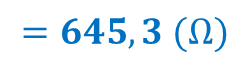 = 645,3 (Ω)